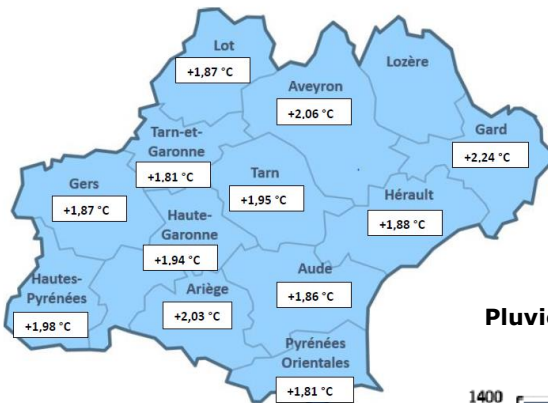 Lot
+1,87 °C
Aveyron
+2,06 °C
Lozère
Gard
+2,24 °C
Tarn-et-
Garonne
+1,81 °C
Tarn
+1,95 °C
Hérault
+1,88 °C
Gers
+1,87 °C
Haute-
Garonne
+1,94 °C
Hautes-
Pyrénées
+1,98 °C
Ariège
+2,03 °C
Aude
+1,86 °C
Pyrénées
Orientales
+1,81 °C
Pluvi
1400